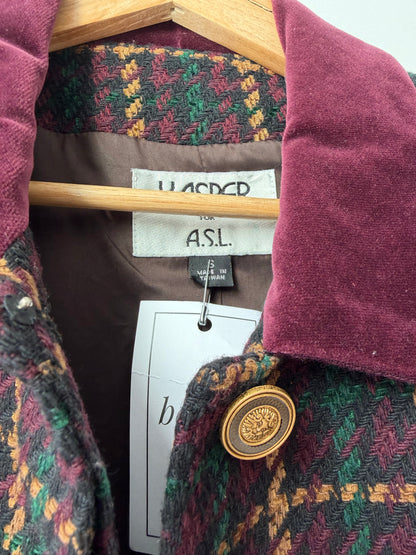 KASPER
FOR
A.S.L.
6
MADE IN
TAIWAN
b